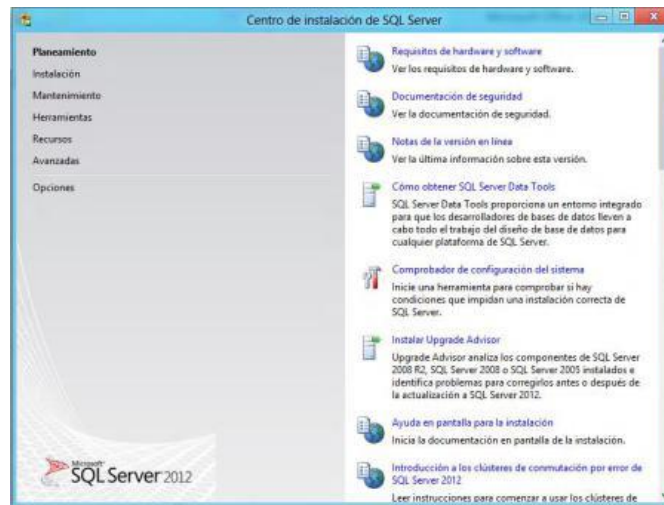 Centro de instalación de SQL Server
Planeamiento
Instalación
Mantenimiento
Herramientas
Recursos
Avanzadas
Opciones
Requisitos de hardware y software
Ver los requisitos de hardware y software.
Documentación de seguridad
Ver la documentación de seguridad.
Notas de la versión en línea
Ver la última información sobre esta versión.
Cómo obtener SQL Server Data Tools
SQL Server Data Tools proporciona un entorno integrado
para que los desarrolladores de bases de datos lleven a
cabo todo el trabajo del diseño de base de datos para
cualquier plataforma de SQL Server.
Comprobador de configuración del sistema
Inicie una herramienta para comprobar si hay
condiciones que impidan una instalación correcta de
SQL Server.
Instalar Upgrade Advisor
Upgrade Advisor analiza los componentes de SQL Server
2008 R2, SQL Server 2008 o SQL Server 2005 instalados e
identifica problemas para corregirlos antes o después de
la actualización a SQL Server 2012.
Ayuda en pantalla para la instalación
Inicia la documentación en pantalla de la instalación.
Introducción a los clústeres de conmutación por error de
SQL Server 2012
Leer instrucciones para comenzar a usar los clústeres de
Microsoft
SQL Server 2012